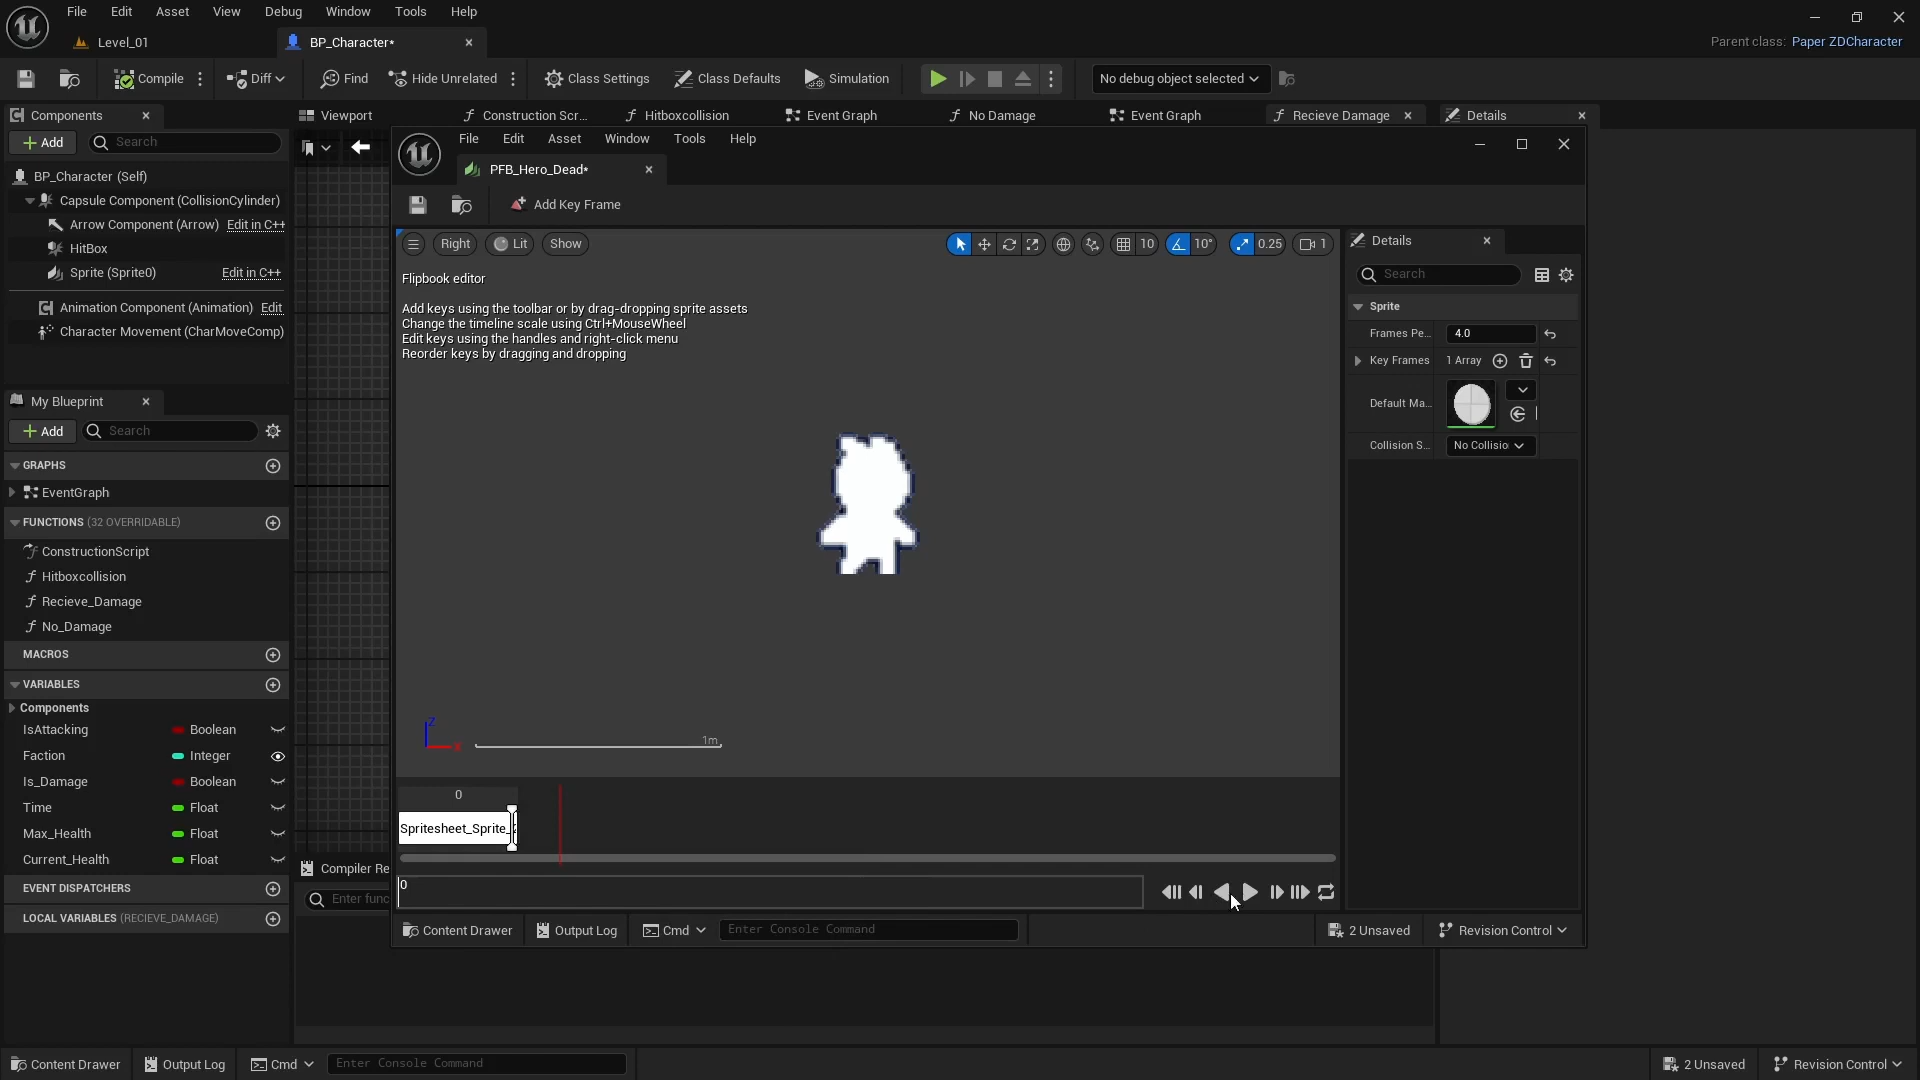 File Edit Asset View Debug Window Tools Help
Level_01
BP_Character*
Parent class: Paper ZDCharacter
Compile
Diff
Find
Hide Unrelated
Class Settings
Class Defaults
Simulation
No debug object selected
Components
Viewport
Construction Scr...
Hitboxcollision
Event Graph
No Damage
Event Graph
Recieve Damage
Details
Add
Search
BP_Character (Self)
Capsule Component (CollisionCylinder)
Arrow Component (Arrow) Edit in C++
HitBox
Sprite (Sprite0) Edit in C++
Animation Component (Animation) Edit
Character Movement (CharMoveComp)
My Blueprint
Add
Search
GRAPHS
EventGraph
FUNCTIONS (32 OVERRIDABLE)
ConstructionScript
Hitboxcollision
Recieve_Damage
No_Damage
MACROS
VARIABLES
Components
IsAttacking Boolean
Faction Integer
Is_Damage Boolean
Time Float
Max_Health Float
Current_Health Float
EVENT DISPATCHERS
LOCAL VARIABLES (RECIEVE_DAMAGE)
File Edit Asset Window Tools Help
PFB_Hero_Dead*
Add Key Frame
Right
Lit
Show
10
10°
0.25
1
Flipbook editor
Add keys using the toolbar or by drag-dropping sprite assets
Change the timeline scale using Ctrl+MouseWheel
Edit keys using the handles and right-click menu
Reorder keys by dragging and dropping
Z
X
1m
0
Spritesheet_Sprite_
0
Details
Search
Sprite
Frames Pe... 4.0
Key Frames 1 Array
Default Ma...
Collision S... No Collisio
Compiler Re
Enter func
Content Drawer
Output Log
Cmd
Enter Console Command
2 Unsaved
Revision Control
Content Drawer
Output Log
Cmd
Enter Console Command
2 Unsaved
Revision Control